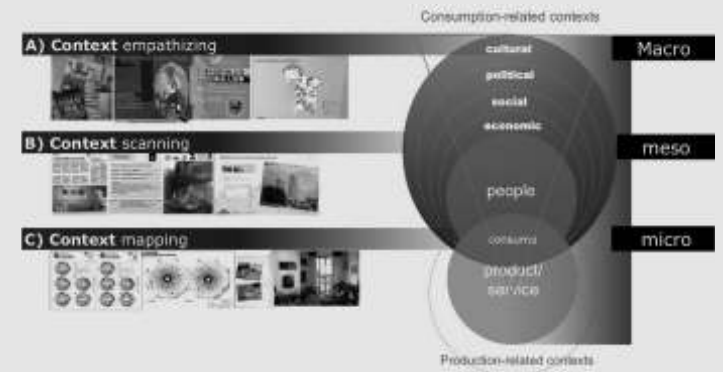 Consumption-related contexts
A) Context empathizing
cultural
Macro
political
social
economic
B) Context scanning
meso
people
C) Context mapping
consume
micro
product/
service
Production-related contexts